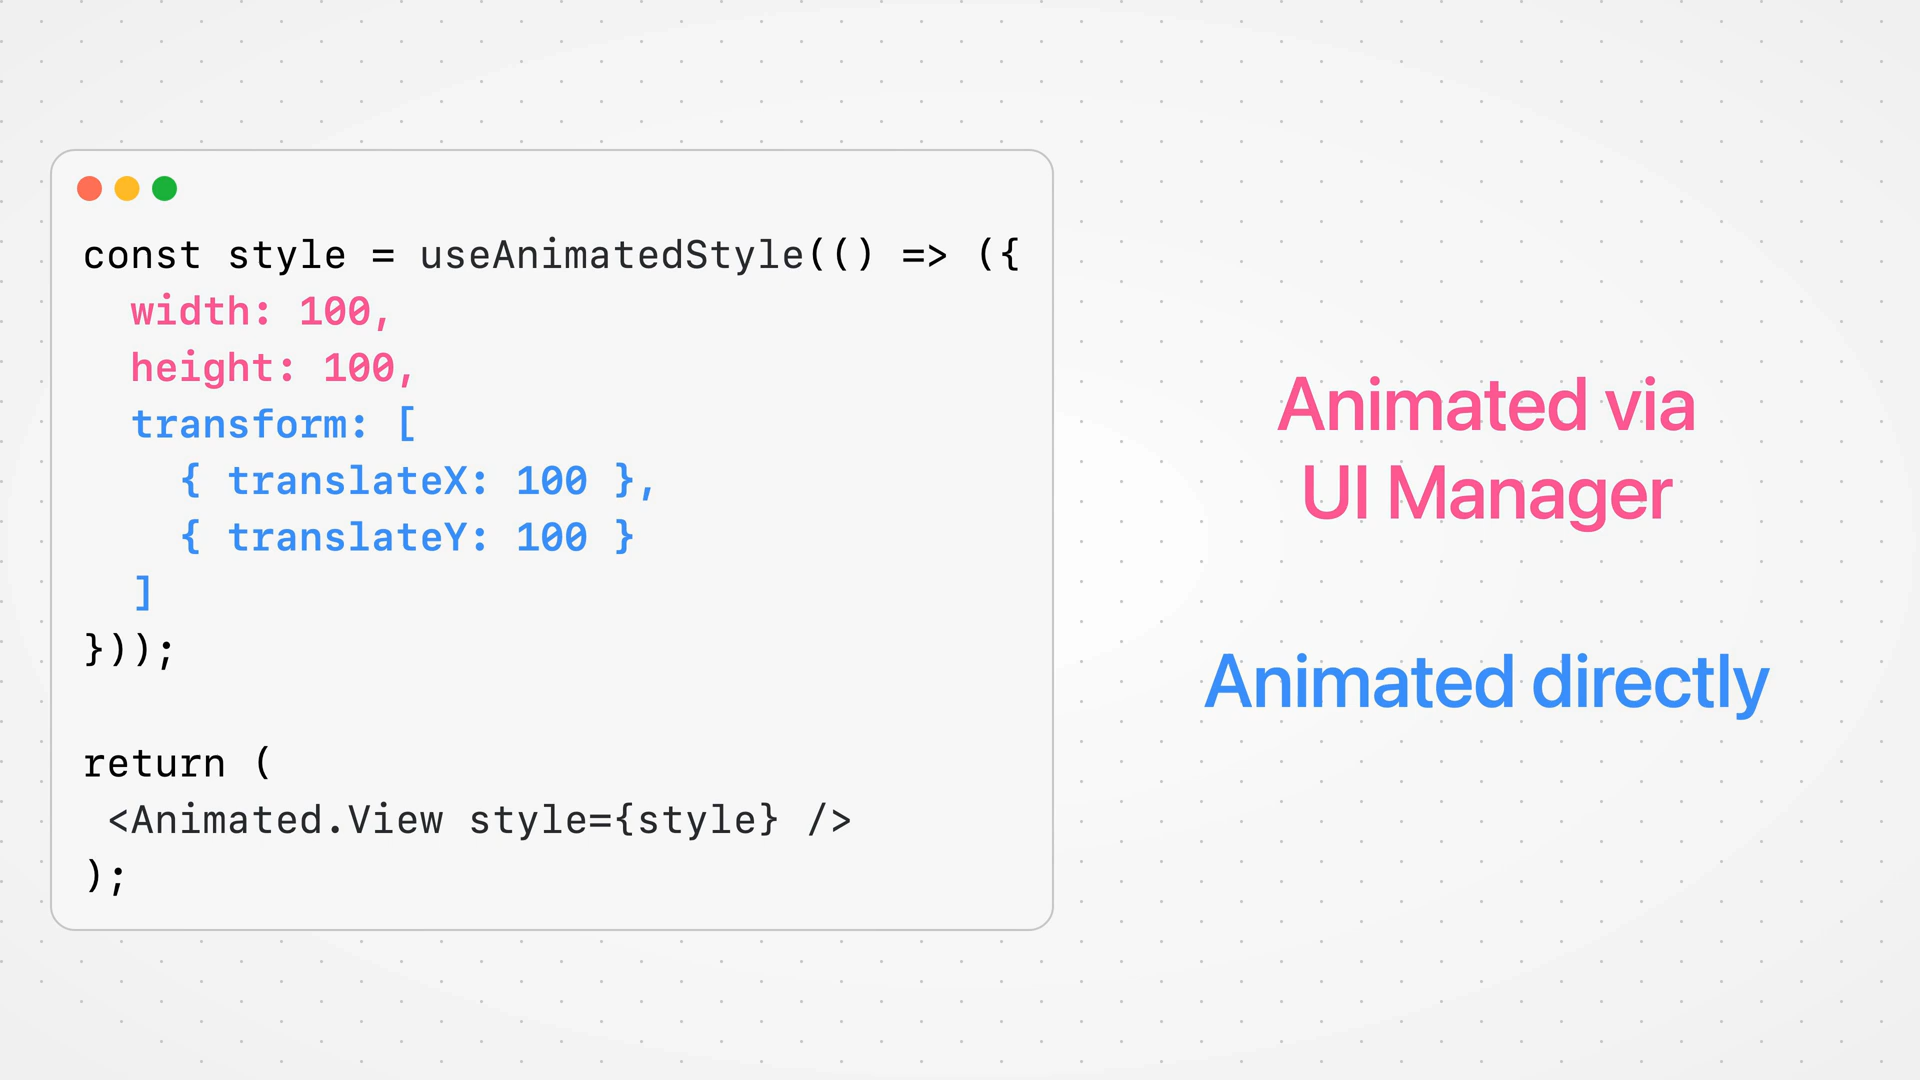 const style = useAnimatedStyle(() => ({
  width: 100,
  height: 100,
  transform: [
    { translateX: 100 },
    { translateY: 100 }
  ]
}));

return (
 <Animated.View style={style} />
);
Animated via
UI Manager
Animated directly